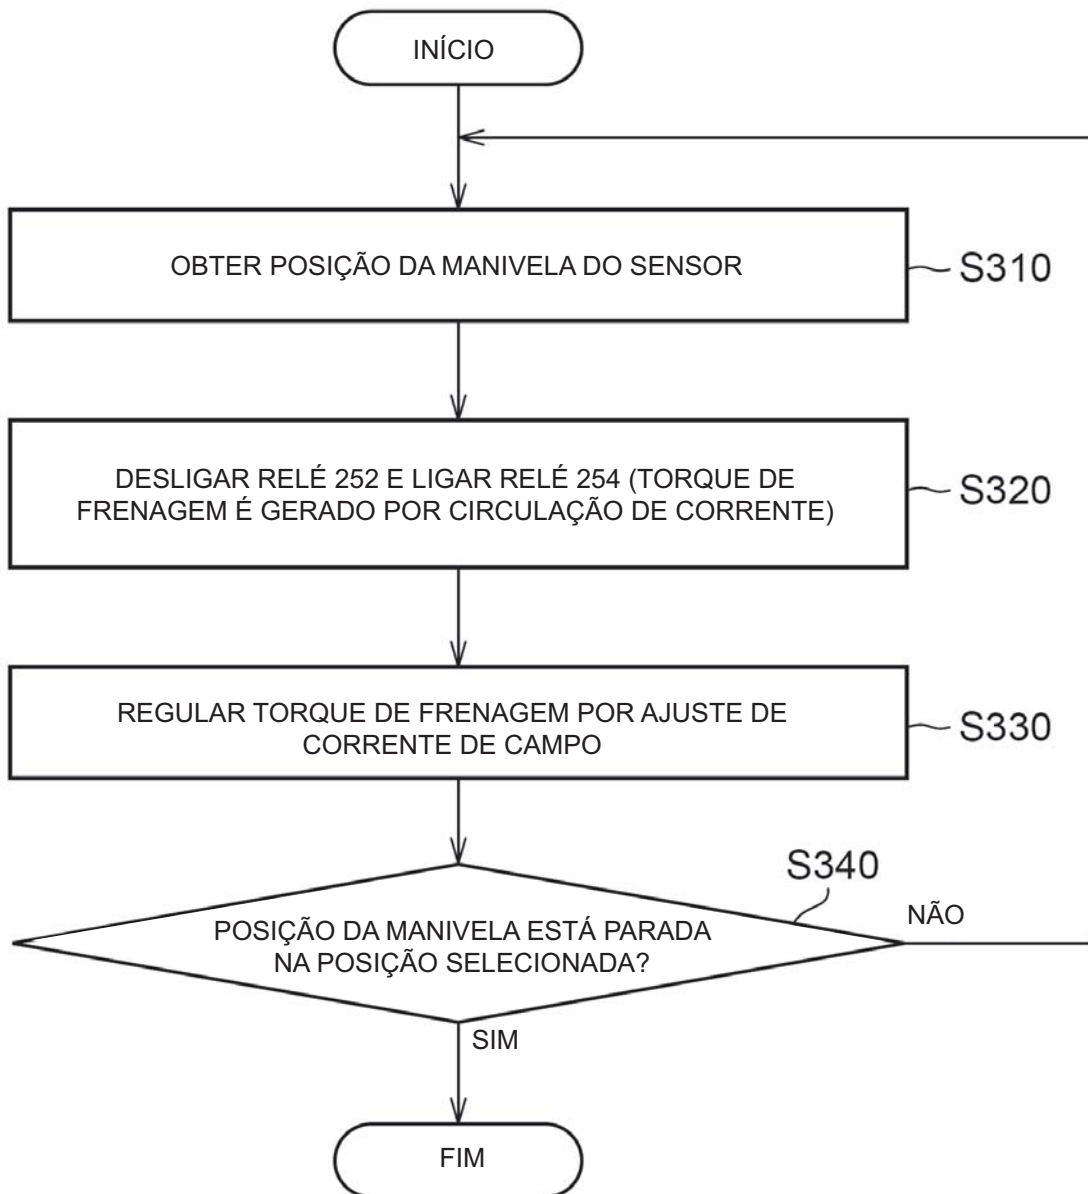 INÍCIO
OBTER POSIÇÃO DA MANIVELA DO SENSOR
S310
DESLIGAR RELÉ 252 E LIGAR RELÉ 254 (TORQUE DE
FRENAGEM É GERADO POR CIRCULAÇÃO DE CORRENTE)
S320
REGULAR TORQUE DE FRENAGEM POR AJUSTE DE
CORRENTE DE CAMPO
S330
S340
POSIÇÃO DA MANIVELA ESTÁ PARADA
NA POSIÇÃO SELECIONADA?
NÃO
SIM
FIM